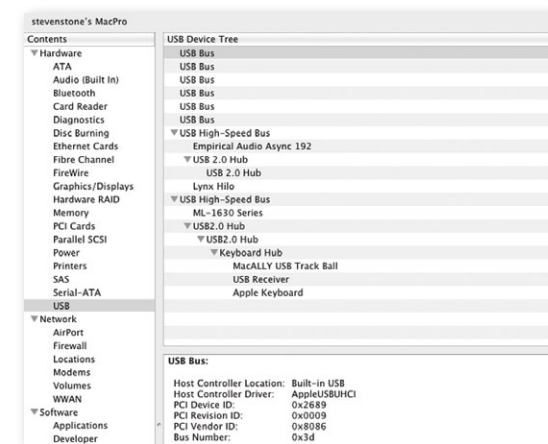 stevenstone's MacPro
Contents
Hardware
ATA
Audio (Built In)
Bluetooth
Card Reader
Diagnostics
Disc Burning
Ethernet Cards
Fibre Channel
FireWire
Graphics/Displays
Hardware RAID
Memory
PCI Cards
Parallel SCSI
Power
Printers
SAS
Serial-ATA
USB
Network
AirPort
Firewall
Locations
Modems
Volumes
WWAN
Software
Applications
Developer
USB Device Tree
USB Bus
USB Bus
USB Bus
USB Bus
USB Bus
USB Bus
USB High-Speed Bus
Empirical Audio Async 192
USB 2.0 Hub
USB 2.0 Hub
Lynx Hilo
USB High-Speed Bus
ML-1630 Series
USB2.0 Hub
USB2.0 Hub
Keyboard Hub
MacALLY USB Track Ball
USB Receiver
Apple Keyboard
USB Bus:
Host Controller Location: Built-in USB
Host Controller Driver: AppleUSBUHCI
PCI Device ID: 0x2689
PCI Revision ID: 0x0009
PCI Vendor ID: 0x8086
Bus Number: 0x3d